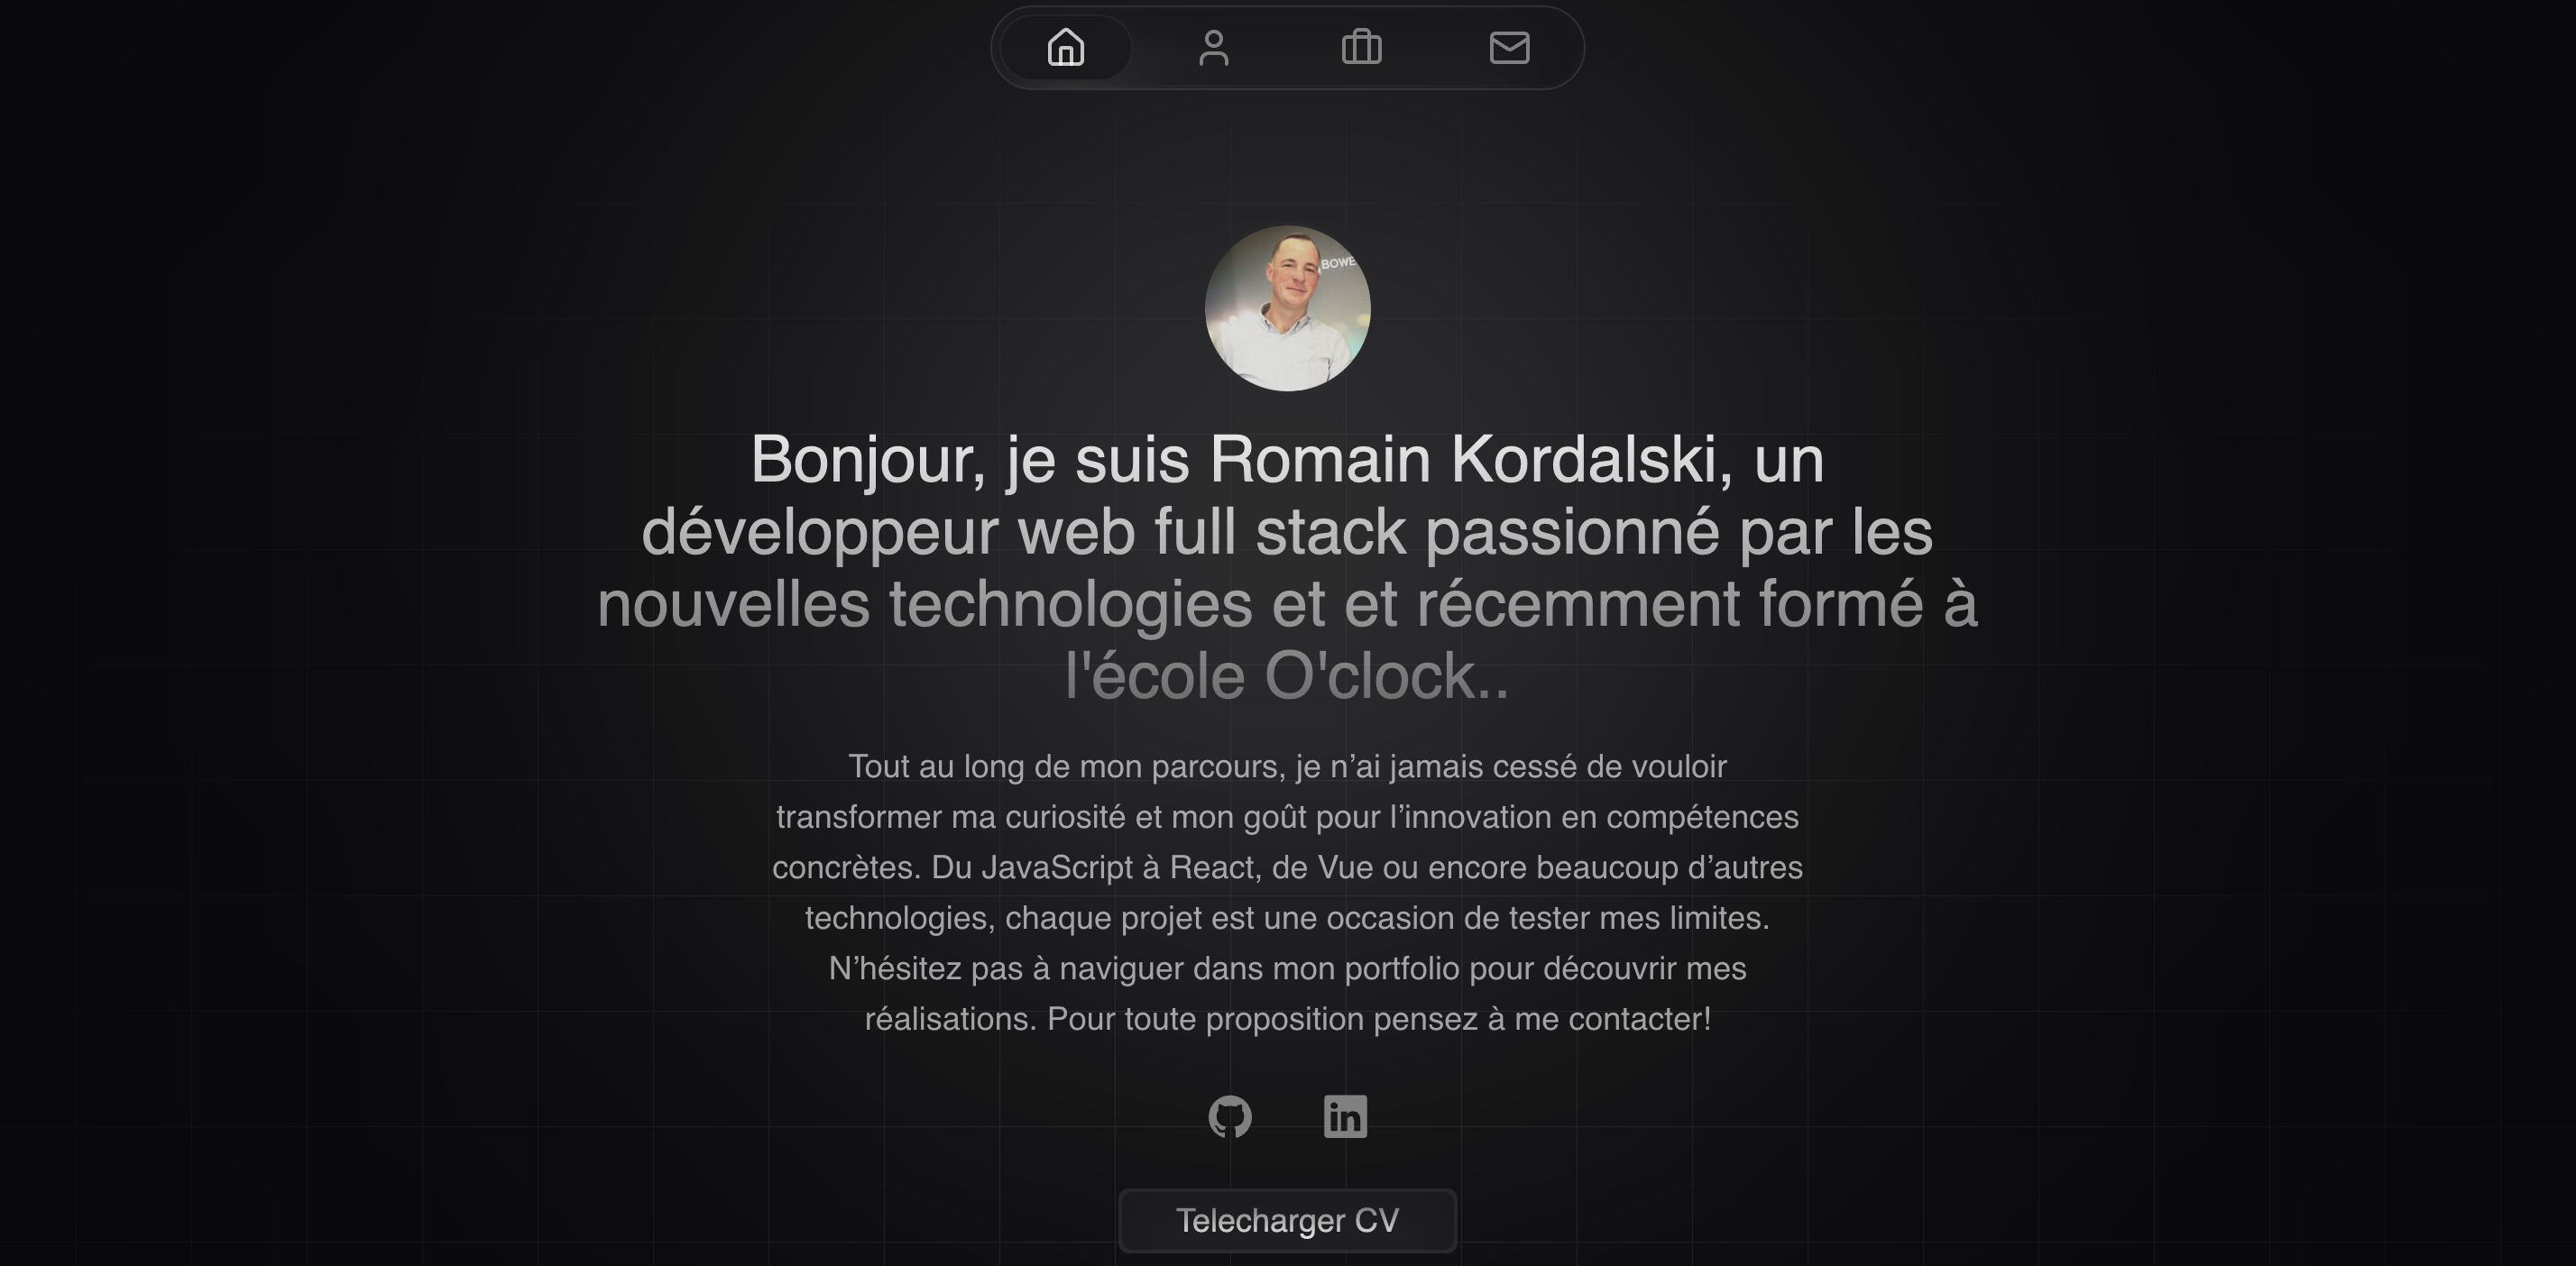 BOWE
Bonjour, je suis Romain Kordalski, un
développeur web full stack passionné par les
nouvelles technologies et et récemment formé à
l'école O'clock..
Tout au long de mon parcours, je n’ai jamais cessé de vouloir
transformer ma curiosité et mon goût pour l’innovation en compétences
concrètes. Du JavaScript à React, de Vue ou encore beaucoup d’autres
technologies, chaque projet est une occasion de tester mes limites.
N’hésitez pas à naviguer dans mon portfolio pour découvrir mes
réalisations. Pour toute proposition pensez à me contacter!
in
Telecharger CV